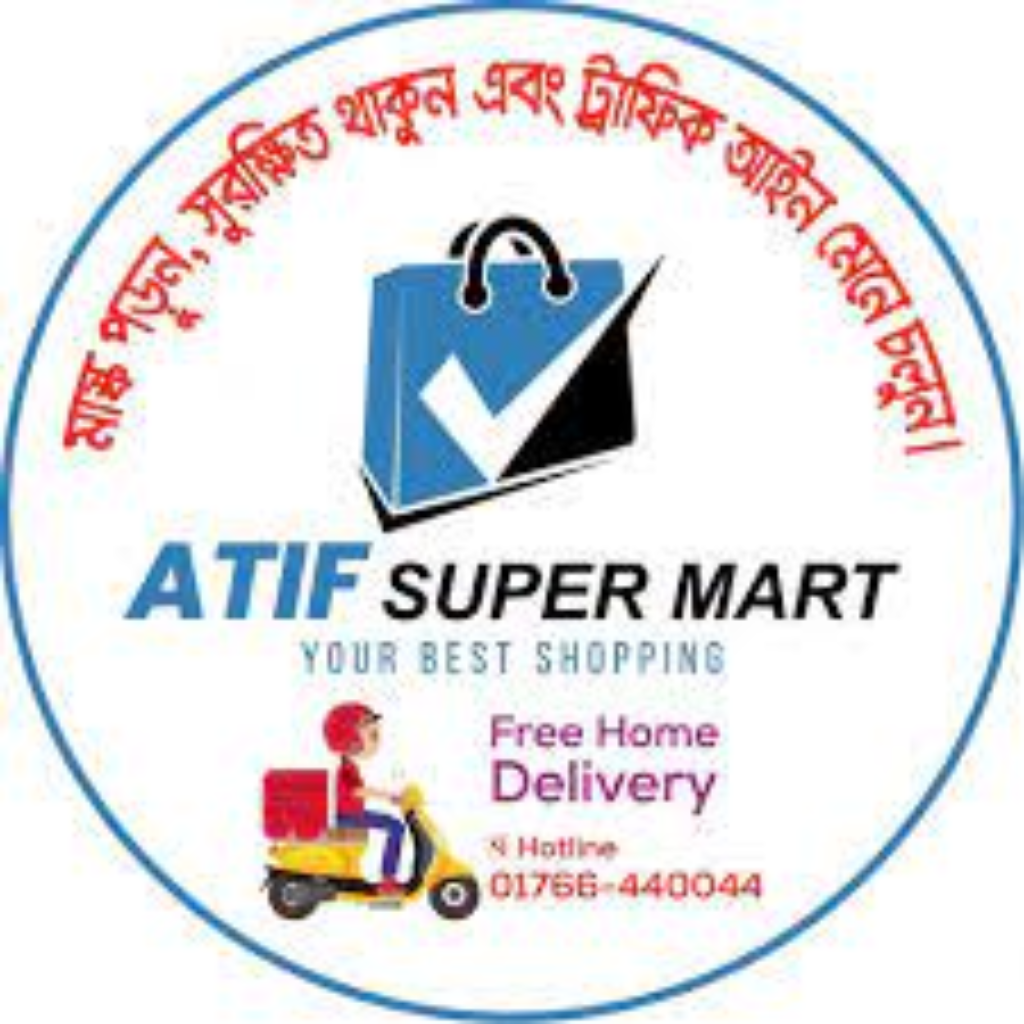 মাস্ক পড়ুন, সুরক্ষিত থাকুন এবং ট্রাফিক আইন মেনে চলুন।
ATIF SUPER MART
YOUR BEST SHOPPING
Free Home
Delivery
Hotline
01766-440044